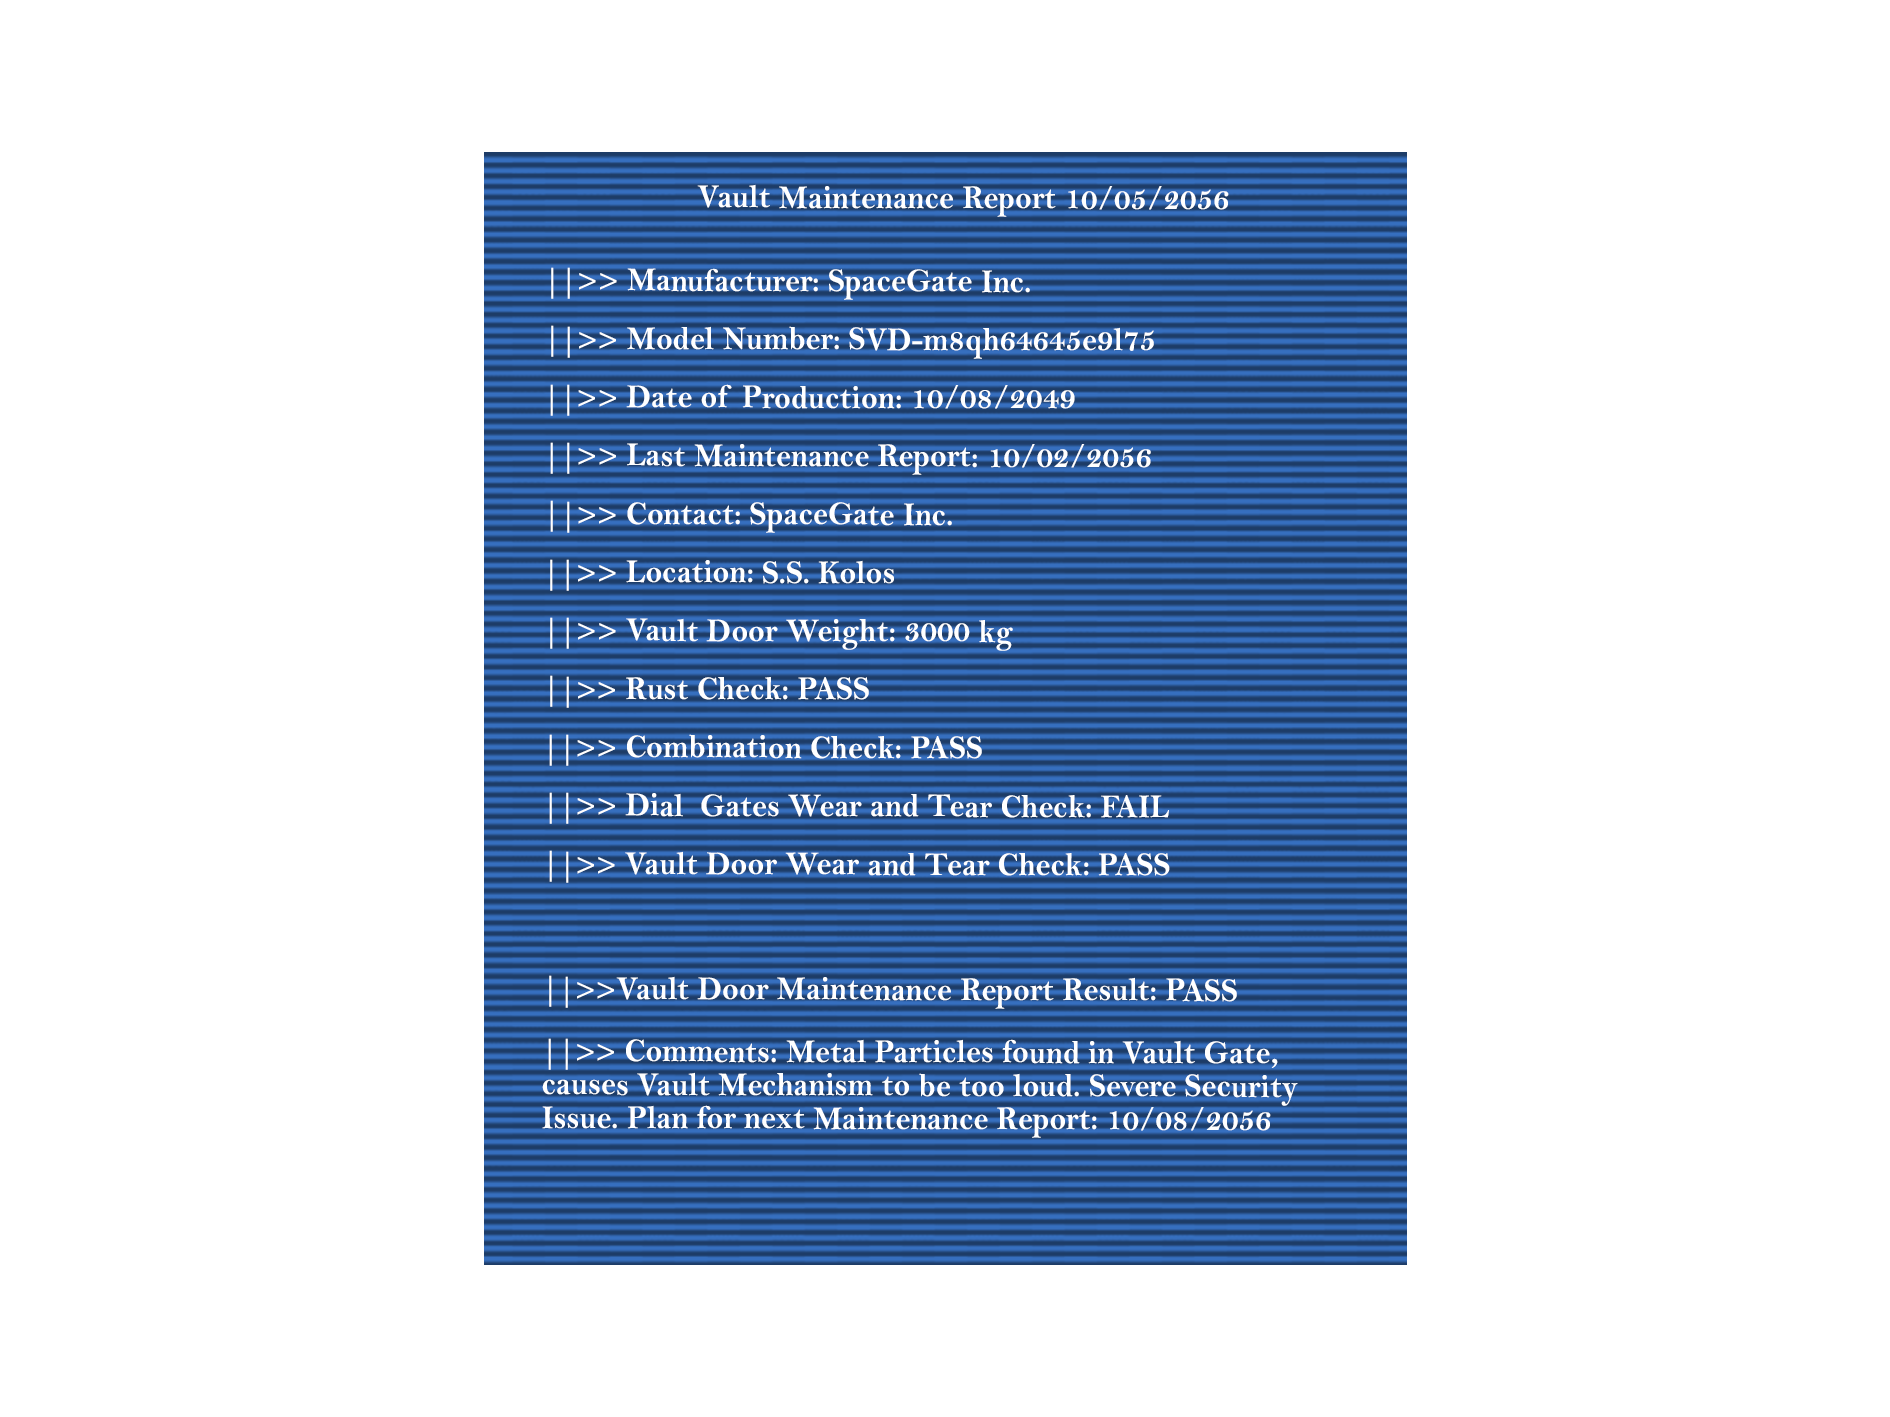 Vault Maintenance Report 10/05/2056
||>> Manufacturer: SpaceGate Inc.
||>> Model Number: SVD-m8qh64645e9l75
||>> Date of Production: 10/08/2049
||>> Last Maintenance Report: 10/02/2056
||>> Contact: SpaceGate Inc.
||>> Location: S.S. Kolos
||>> Vault Door Weight: 3000 kg
||>> Rust Check: PASS
||>> Combination Check: PASS
||>> Dial  Gates Wear and Tear Check: FAIL
||>> Vault Door Wear and Tear Check: PASS
||>>Vault Door Maintenance Report Result: PASS
||>> Comments: Metal Particles found in Vault Gate,
causes Vault Mechanism to be too loud. Severe Security
Issue. Plan for next Maintenance Report: 10/08/2056